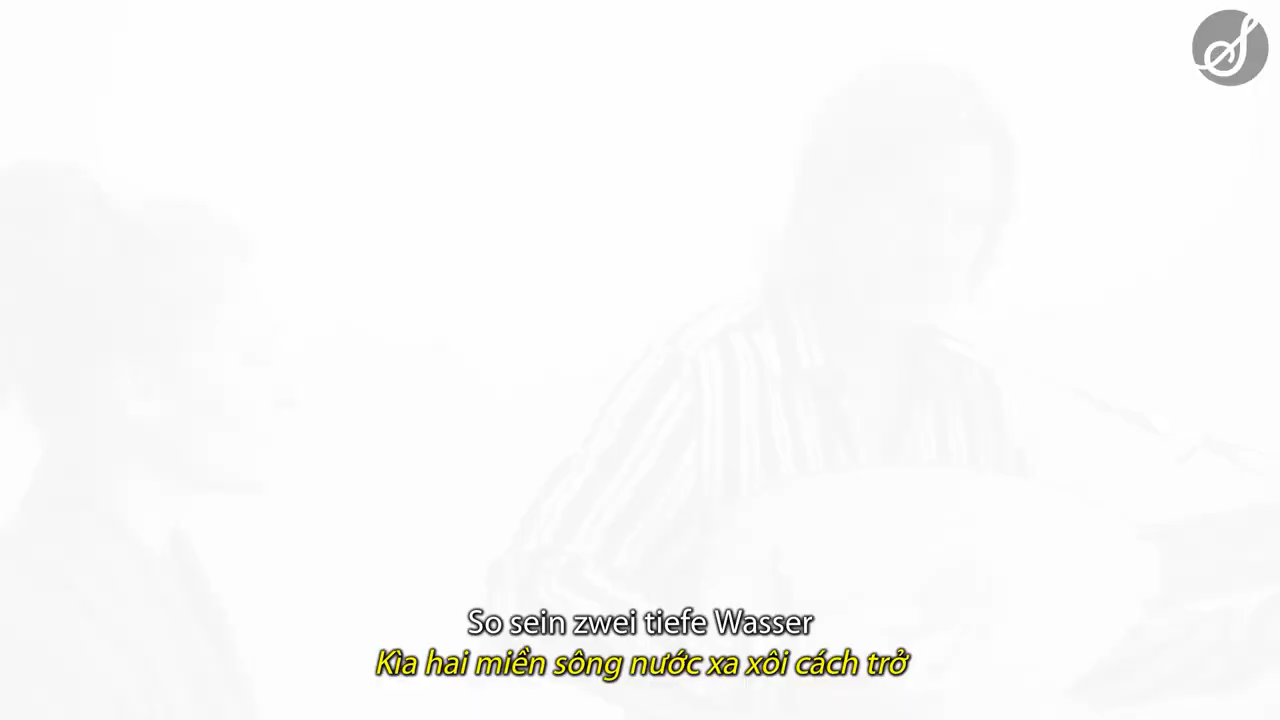 So sein zwei tiefe Wasser
Kìa hai miền sông nước xa xôi cách trở